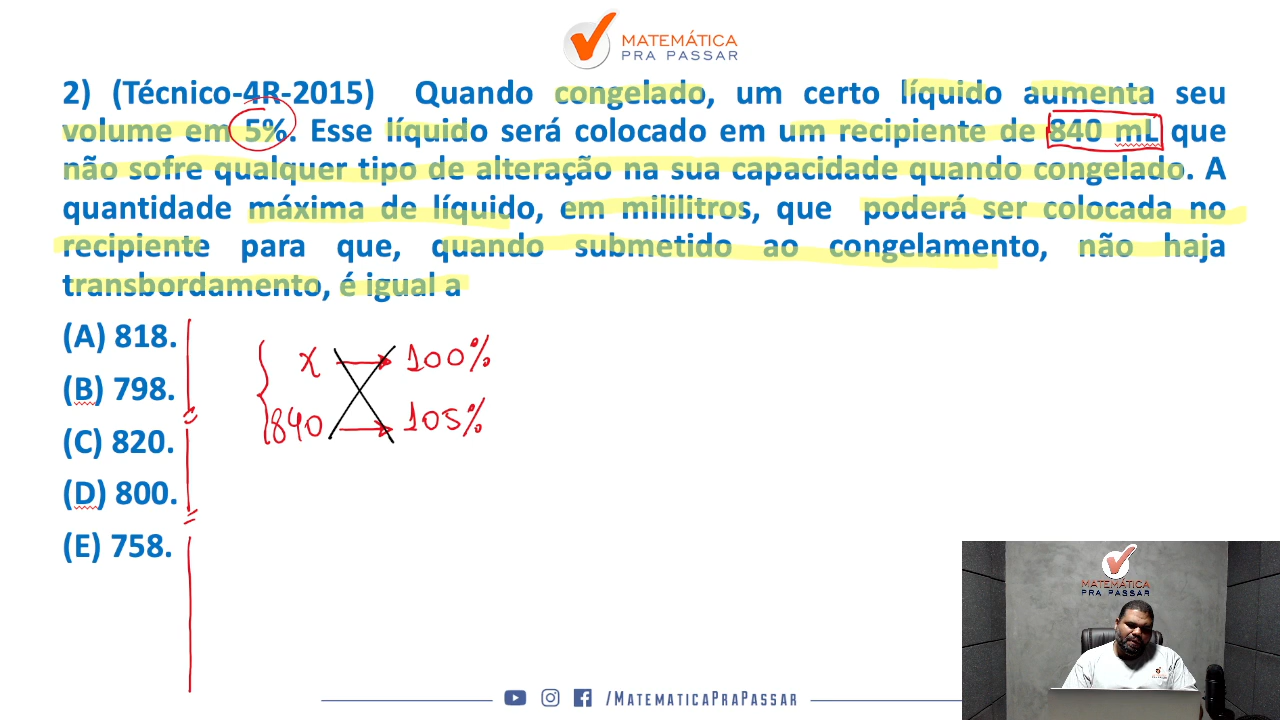 MATEMÁTICA
PRA PASSAR
2) (Técnico-4R-2015) Quando congelado, um certo líquido aumenta seu
volume em 5%. Esse líquido será colocado em um recipiente de 840 mL que
não sofre qualquer tipo de alteração na sua capacidade quando congelado. A
quantidade máxima de líquido, em mililitros, que poderá ser colocada no
recipiente para que, quando submetido ao congelamento, não haja
transbordamento, é igual a
(A) 818.
(B) 798.
(C) 820.
(D) 800.
(E) 758.
x 100%
840 105%
MATEMÁTICA
PRA PASSAR
/MATEMATICAPRAPASSAR